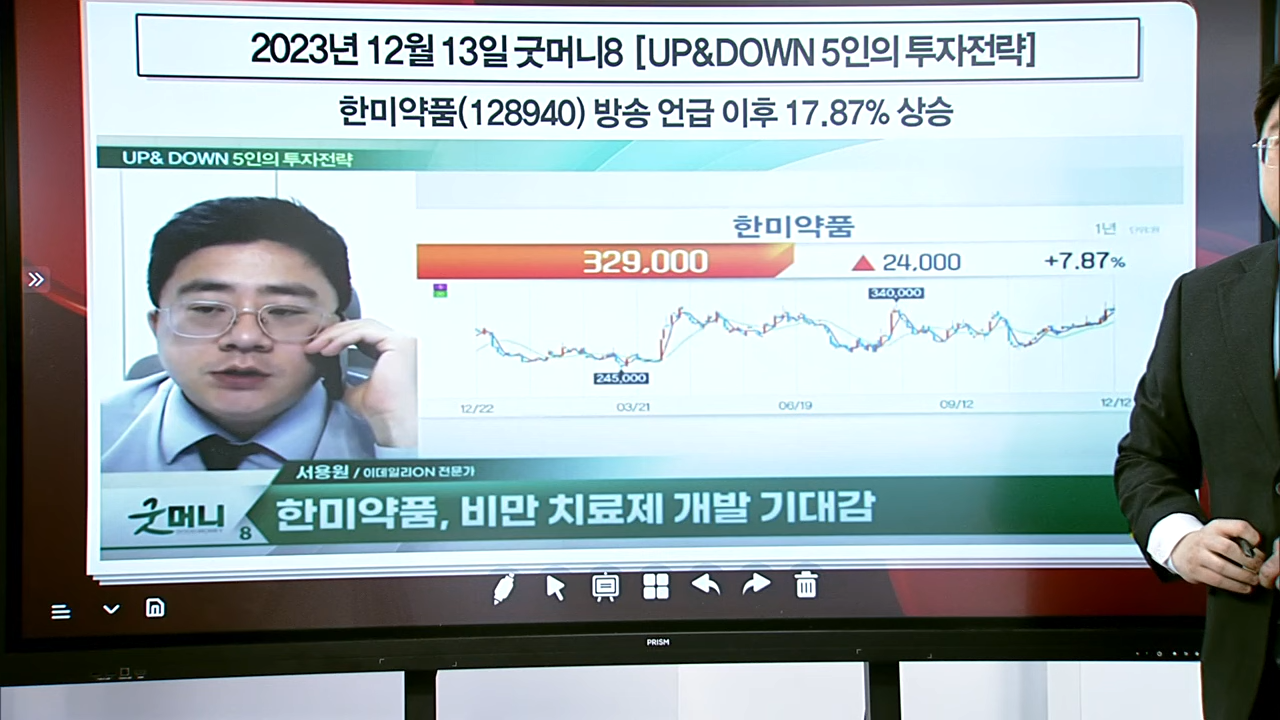 2023년 12월 13일 굿머니8 [UP&DOWN 5인의 투자전략]
한미약품(128940) 방송 언급 이후 17.87% 상승
UP& DOWN 5인의 투자전략
한미약품
1년
329,000 ▲ 24,000 +7.87%
340,000
245,000
12/22 03/21 06/19 09/12 12/12
서용원 / 이데일리ON 전문가
굿머니 8
한미약품, 비만 치료제 개발 기대감
PRISM